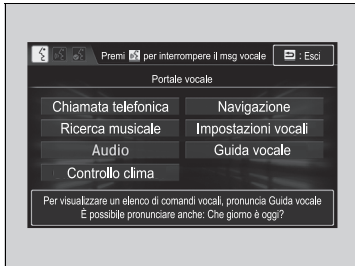 Premi per interrompere il msg vocale : Esci
Portale vocale
Chiamata telefonica Navigazione
Ricerca musicale Impostazioni vocali
Audio Guida vocale
Controllo clima
Per visualizzare un elenco di comandi vocali, pronuncia Guida vocale
È possibile pronunciare anche: Che giorno è oggi?